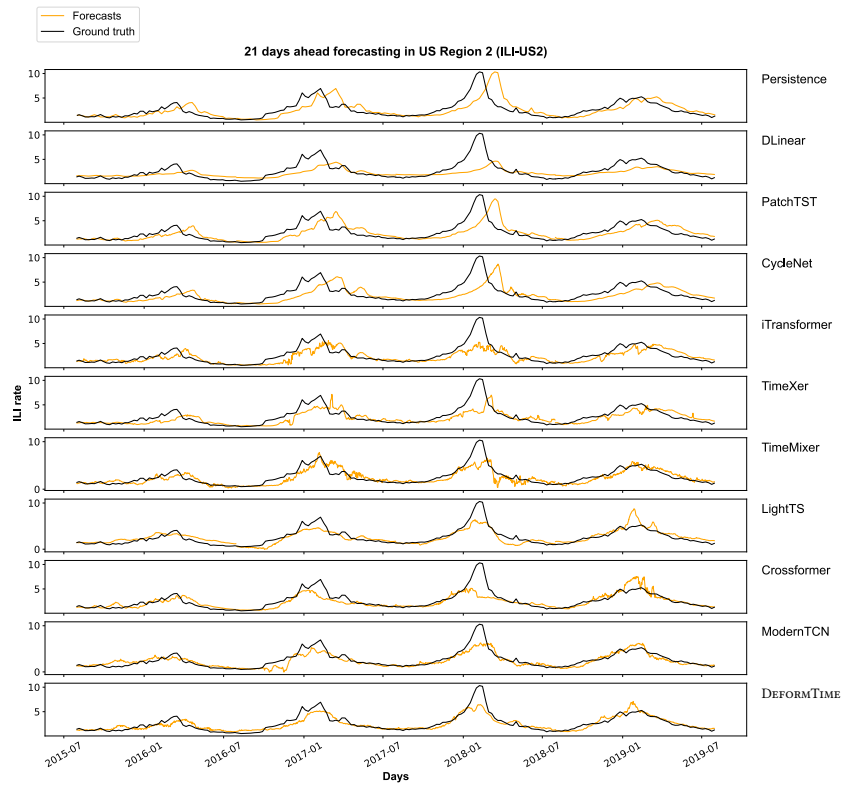 Forecasts
Ground truth
21 days ahead forecasting in US Region 2 (ILI-US2)
10
5
Persistence
10
5
DLinear
10
5
PatchTST
10
5
CycleNet
10
5
iTransformer
10
5
TimeXer
ILI rate
10
0
TimeMixer
10
0
LightTS
10
5
Crossformer
10
0
ModernTCN
10
5
DEFORMTIME
2015-07
2016-01
2016-07
2017-01
2017-07
2018-01
2018-07
2019-01
2019-07
Days